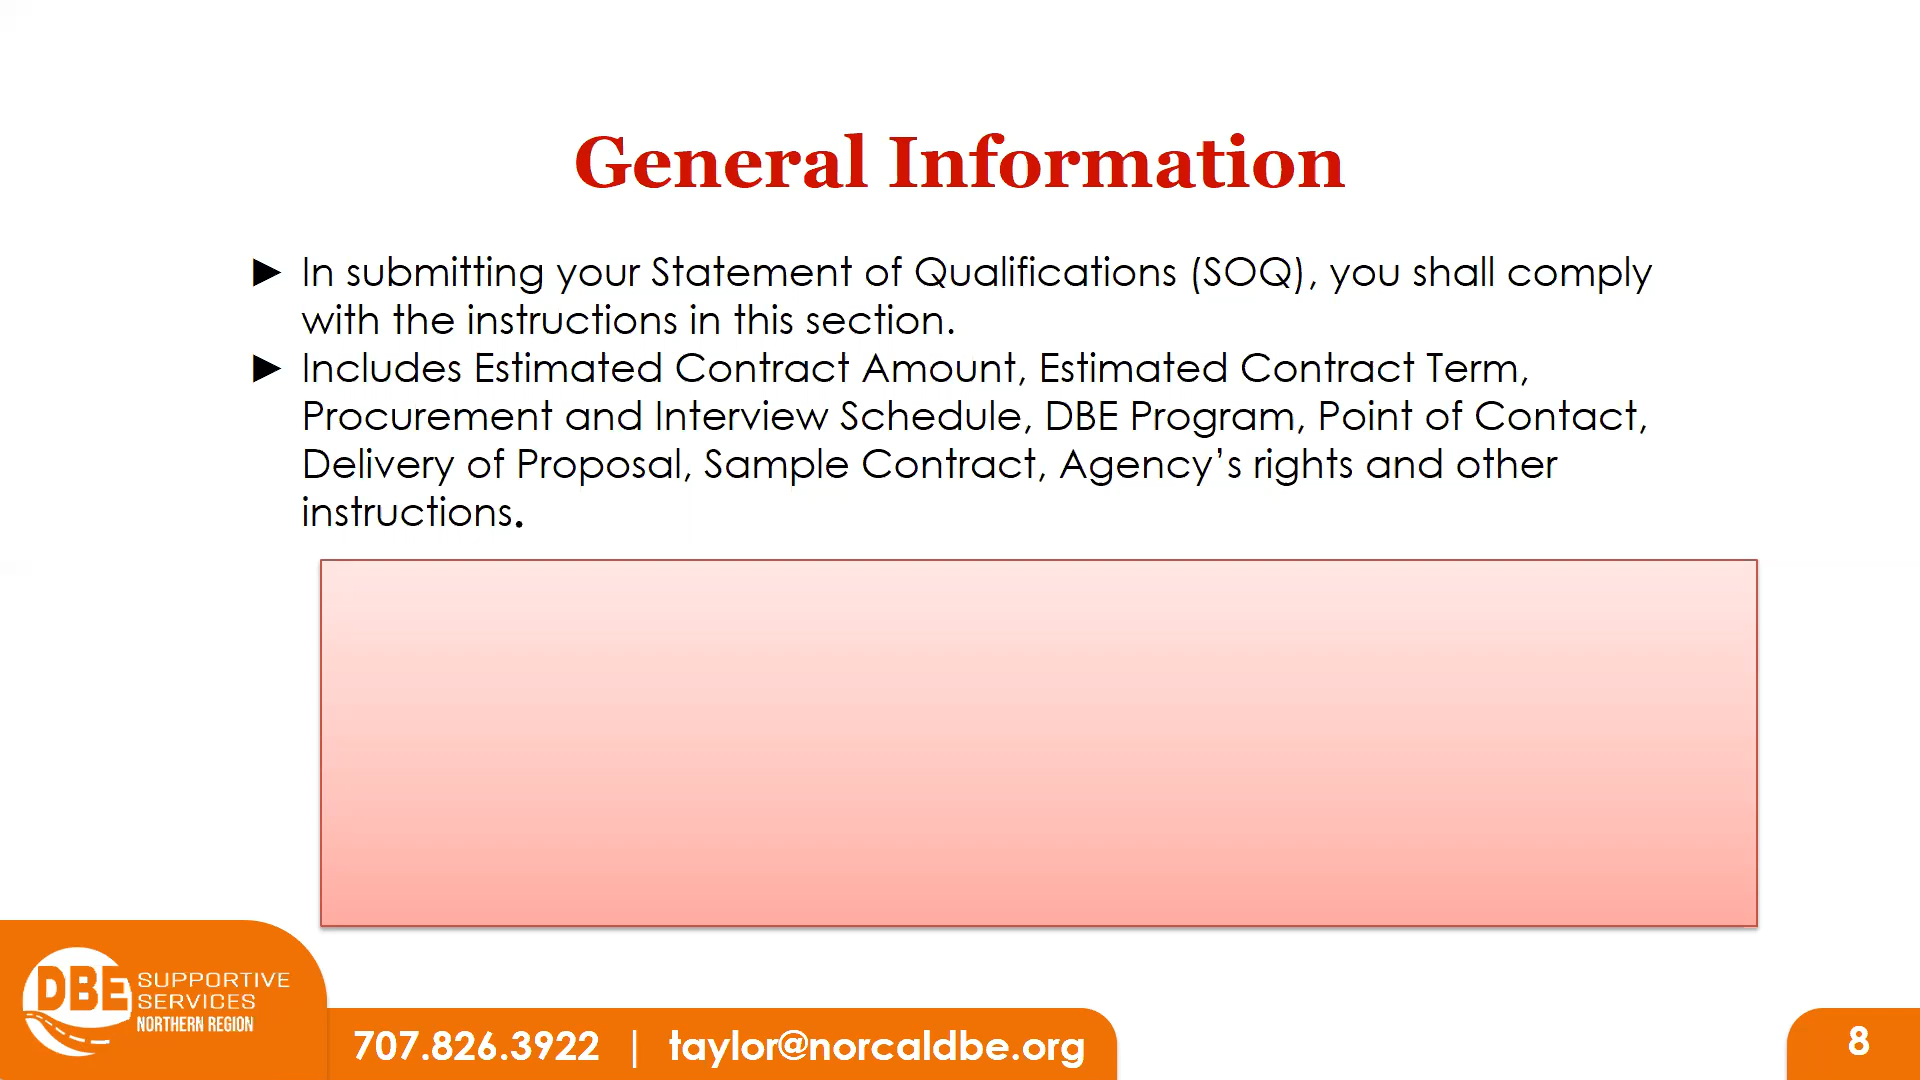 General Information
► In submitting your Statement of Qualifications (SOQ), you shall comply
with the instructions in this section.
► Includes Estimated Contract Amount, Estimated Contract Term,
Procurement and Interview Schedule, DBE Program, Point of Contact,
Delivery of Proposal, Sample Contract, Agency’s rights and other
instructions.
DBE
SUPPORTIVE
SERVICES
NORTHERN REGION
707.826.3922 | taylor@norcaldbe.org
8